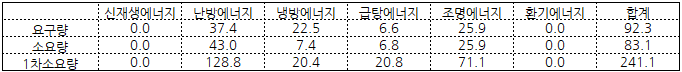 신재생에너지 난방에너지 냉방에너지 급탕에너지 조명에너지 환기에너지 합계
요구량 0.0 37.4 22.5 6.6 25.9 0.0 92.3
소요량 0.0 43.0 7.4 6.8 25.9 0.0 83.1
1차소요량 0.0 128.8 20.4 20.8 71.1 0.0 241.1